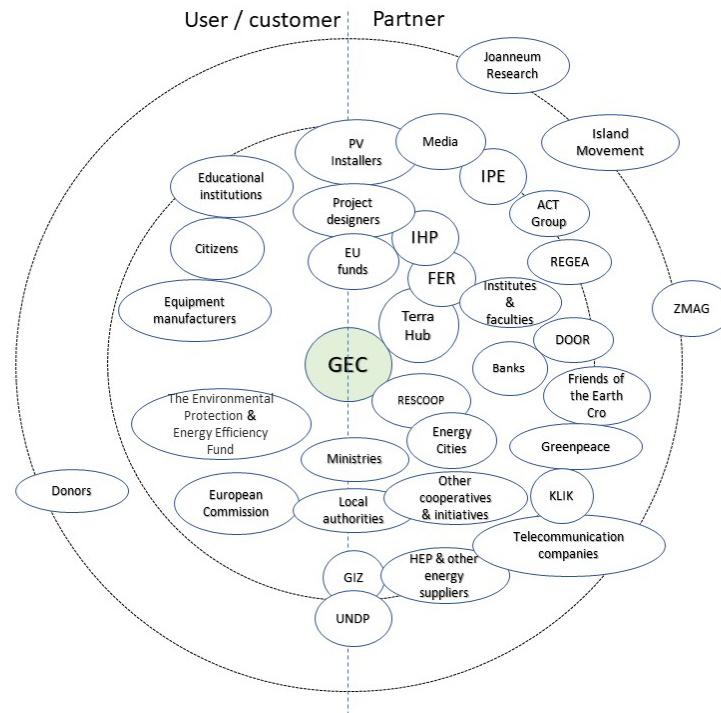 User / customer
Partner
Joanneum
Research
Island
Movement
PV
Installers
Media
IPE
Educational
institutions
Project
designers
ACT
Group
Citizens
IHP
EU
funds
REGEA
FER
Equipment
manufacturers
Institutes
&
faculties
ZMAG
Terra
Hub
DOOR
GEC
Banks
Friends of
the Earth
Cro
The Environmental
Protection &
Energy Efficiency
Fund
RESCOOP
Energy
Cities
Greenpeace
Ministries
Donors
European
Commission
Local
authorities
Other
cooperatives
& initiatives
KLIK
Telecommunication
companies
GIZ
HEP & other
energy
suppliers
UNDP